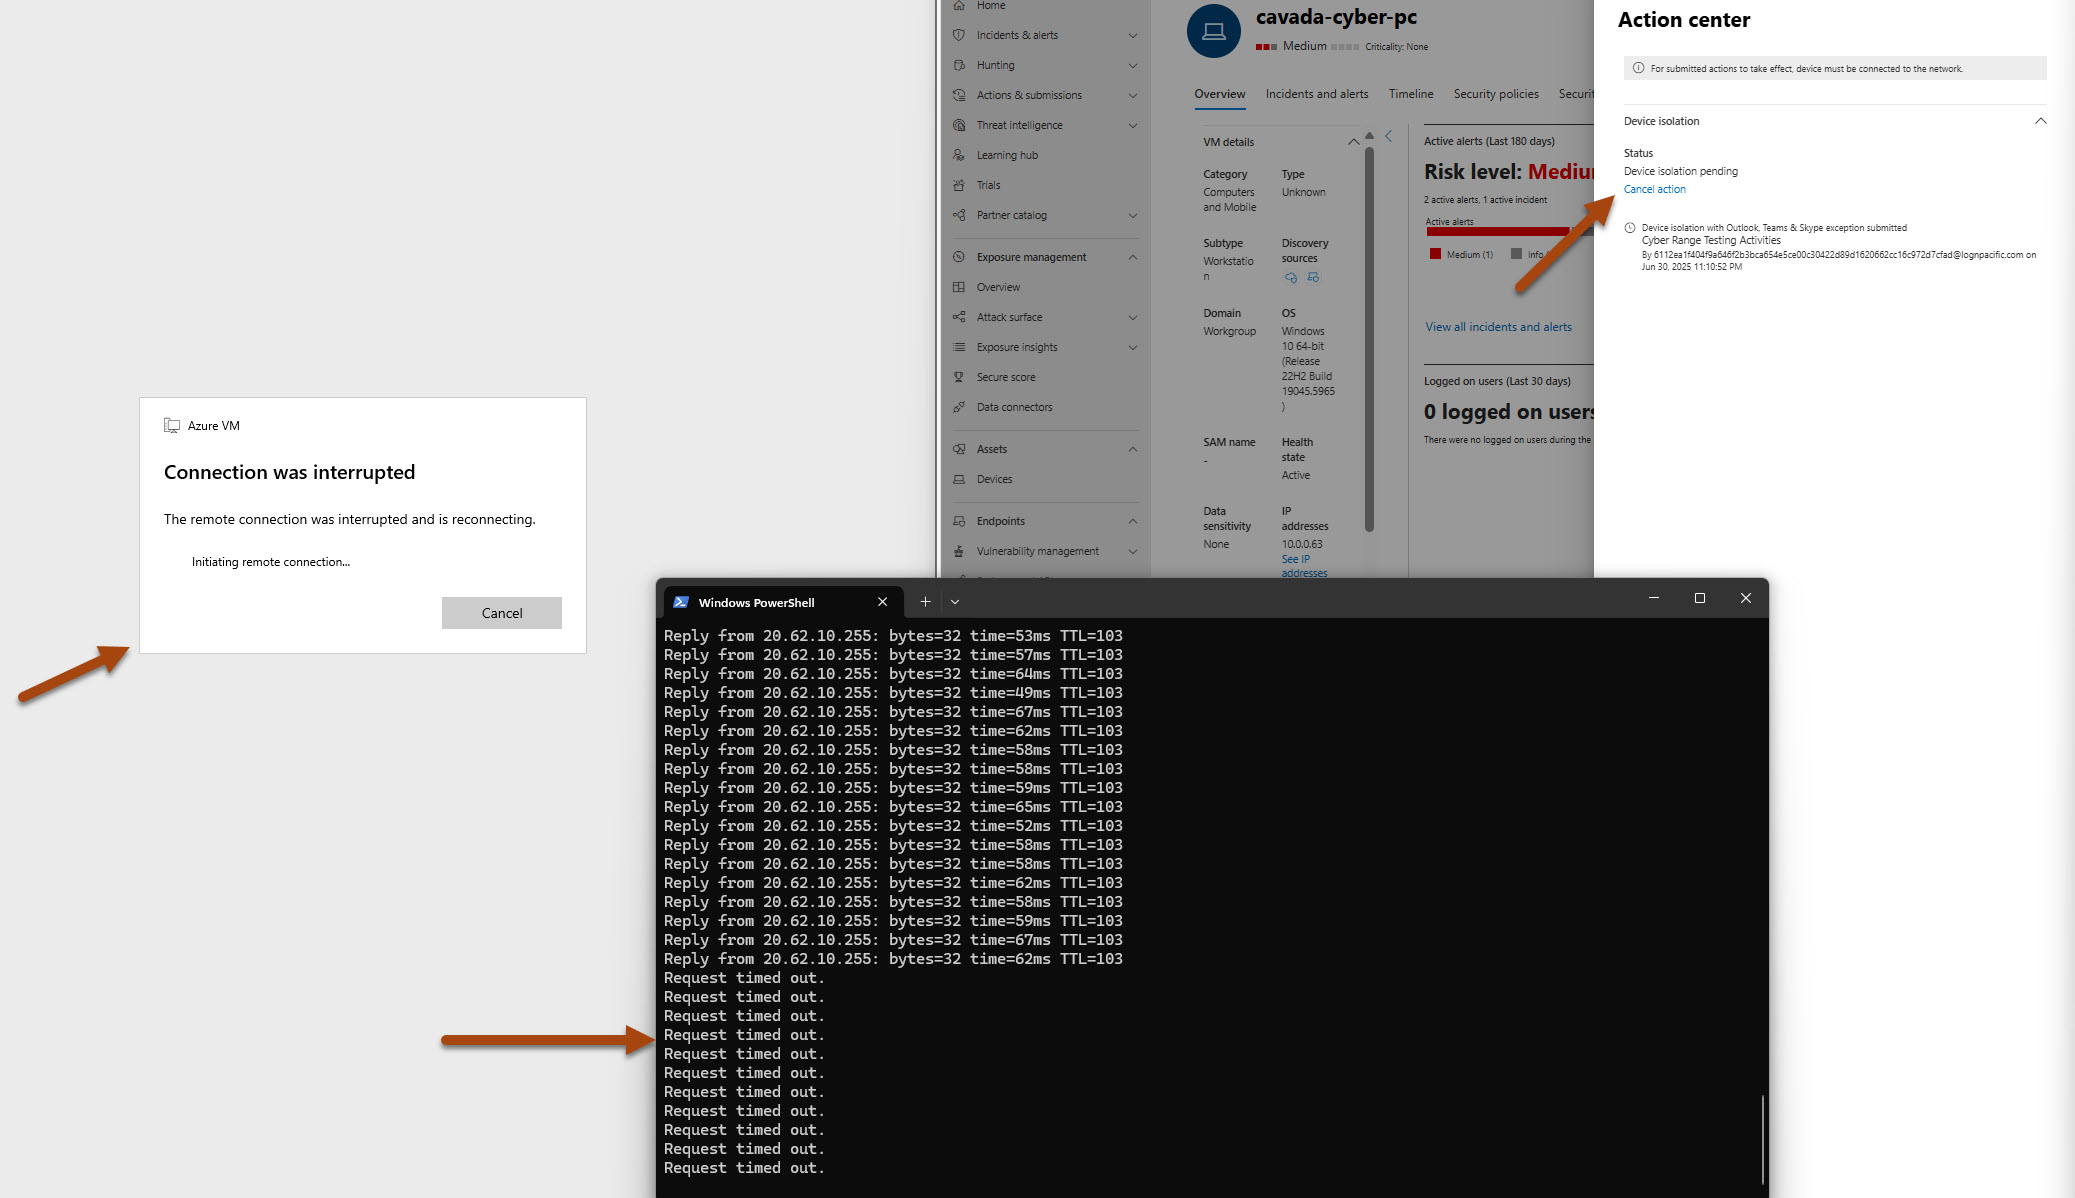 Home
Incidents & alerts
Hunting
Actions & submissions
Threat intelligence
Learning hub
Trials
Partner catalog
Exposure management
Overview
Attack surface
Exposure insights
Secure score
Data connectors
Assets
Devices
Endpoints
Vulnerability management
cavada-cyber-pc
Medium
Criticality: None
Overview
Incidents and alerts
Timeline
Security policies
Securit
VM details
Category
Computers
and Mobile
Type
Unknown
Subtype
Workstatio
n
Discovery
sources
Domain
Workgroup
OS
Windows
10 64-bit
(Release
22H2 Build
19045.5965
)
SAM name
-
Health
state
Active
Data
sensitivity
None
IP
addresses
10.0.0.63
See IP
addresses
Active alerts (Last 180 days)
Risk level: Mediu
2 active alerts, 1 active incident
Active alerts
Medium (1)
Info
View all incidents and alerts
Logged on users (Last 30 days)
0 logged on users
There were no logged on users during the
Action center
For submitted actions to take effect, device must be connected to the network.
Device isolation
Status
Device isolation pending
Cancel action
Device isolation with Outlook, Teams & Skype exception submitted
Cyber Range Testing Activities
By 6112ea1f404f9a646f2b3bca654e5ce00c30422d89d1620662cc16c972d7cfad@lognpacific.com on
Jun 30, 2025 11:10:52 PM
Azure VM
Connection was interrupted
The remote connection was interrupted and is reconnecting.
Initiating remote connection...
Cancel
Windows PowerShell
Reply from 20.62.10.255: bytes=32 time=53ms TTL=103
Reply from 20.62.10.255: bytes=32 time=57ms TTL=103
Reply from 20.62.10.255: bytes=32 time=64ms TTL=103
Reply from 20.62.10.255: bytes=32 time=49ms TTL=103
Reply from 20.62.10.255: bytes=32 time=67ms TTL=103
Reply from 20.62.10.255: bytes=32 time=62ms TTL=103
Reply from 20.62.10.255: bytes=32 time=58ms TTL=103
Reply from 20.62.10.255: bytes=32 time=58ms TTL=103
Reply from 20.62.10.255: bytes=32 time=59ms TTL=103
Reply from 20.62.10.255: bytes=32 time=65ms TTL=103
Reply from 20.62.10.255: bytes=32 time=52ms TTL=103
Reply from 20.62.10.255: bytes=32 time=58ms TTL=103
Reply from 20.62.10.255: bytes=32 time=58ms TTL=103
Reply from 20.62.10.255: bytes=32 time=62ms TTL=103
Reply from 20.62.10.255: bytes=32 time=58ms TTL=103
Reply from 20.62.10.255: bytes=32 time=59ms TTL=103
Reply from 20.62.10.255: bytes=32 time=67ms TTL=103
Reply from 20.62.10.255: bytes=32 time=62ms TTL=103
Request timed out.
Request timed out.
Request timed out.
Request timed out.
Request timed out.
Request timed out.
Request timed out.
Request timed out.
Request timed out.
Request timed out.
Request timed out.